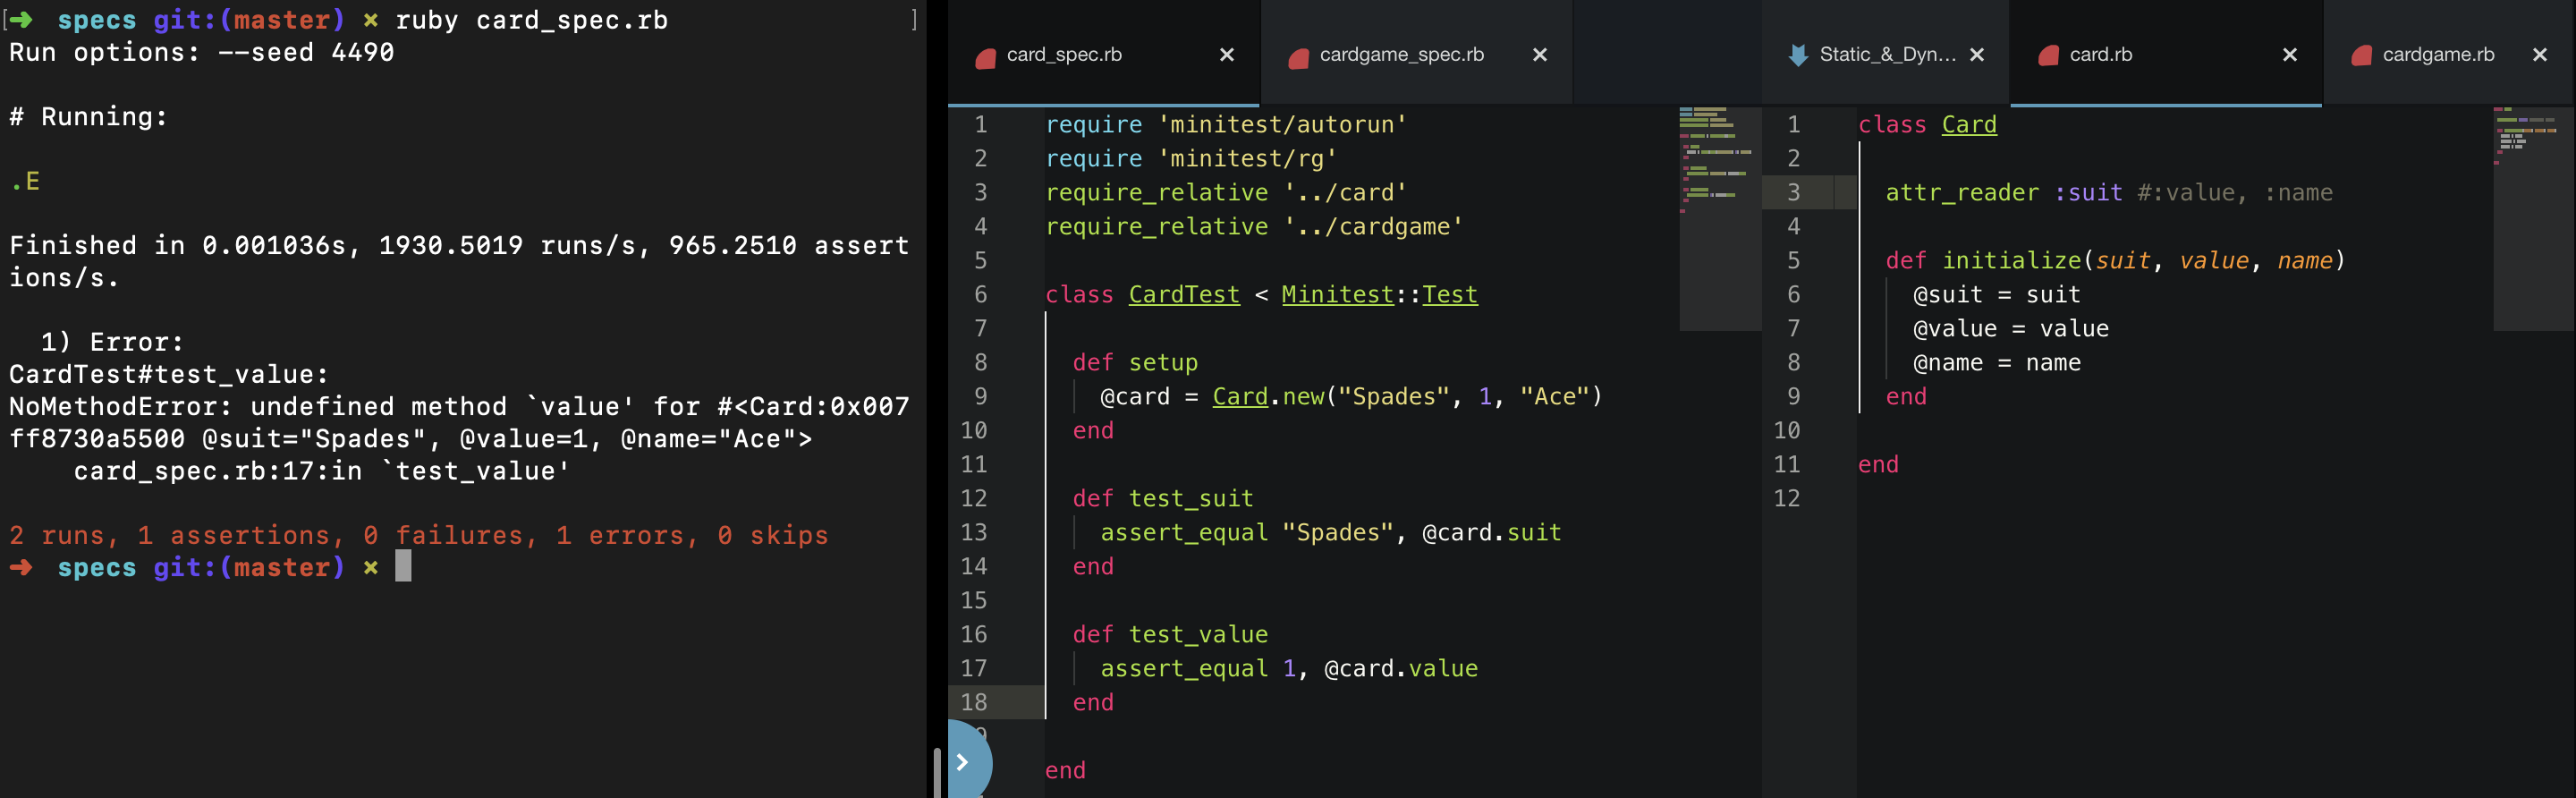 [➜  specs git:(master) ✗ ruby card_spec.rb ]
Run options: --seed 4490
# Running:
.E
Finished in 0.001036s, 1930.5019 runs/s, 965.2510 assert
ions/s.
1) Error:
CardTest#test_value:
NoMethodError: undefined method `value' for #<Card:0x007
ff8730a5500 @suit="Spades", @value=1, @name="Ace">
card_spec.rb:17:in `test_value'
2 runs, 1 assertions, 0 failures, 1 errors, 0 skips
➜  specs git:(master) ✗
card_spec.rb ×
cardgame_spec.rb ×
1 require 'minitest/autorun'
2 require 'minitest/rg'
3 require_relative '../card'
4 require_relative '../cardgame'
5
6 class CardTest < Minitest::Test
7
8 def setup
9 @card = Card.new("Spades", 1, "Ace")
10 end
11
12 def test_suit
13 assert_equal "Spades", @card.suit
14 end
15
16 def test_value
17 assert_equal 1, @card.value
18 end
9
end
Static_&_Dyn... ×
card.rb ×
cardgame.rb ×
1 class Card
2
3 attr_reader :suit #:value, :name
4
5 def initialize(suit, value, name)
6 @suit = suit
7 @value = value
8 @name = name
9 end
10
11 end
12